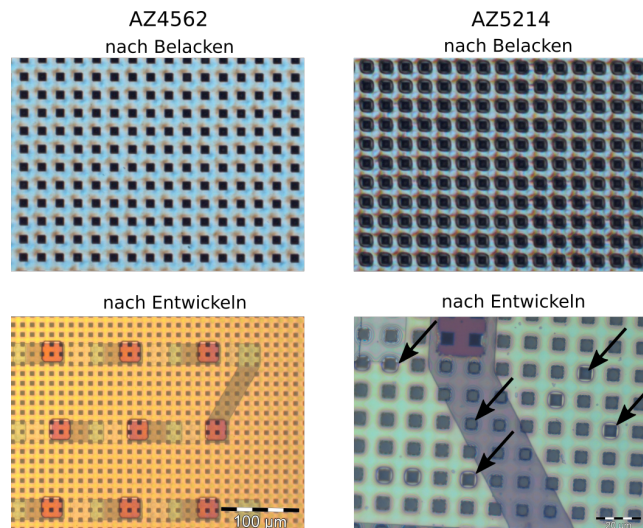 AZ4562
nach Belacken
AZ5214
nach Belacken
nach Entwickeln
nach Entwickeln
100 µm